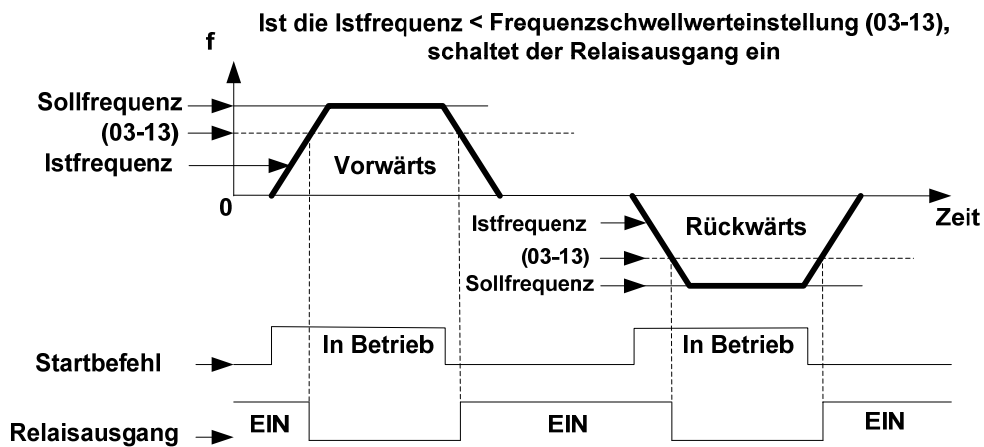 Ist die Istfrequenz < Frequenzschwellwerteinstellung (03-13),
schaltet der Relaisausgang ein
f
Sollfrequenz
(03-13)
Istfrequenz
Vorwärts
0
Zeit
Istfrequenz
Rückwärts
(03-13)
Sollfrequenz
Startbefehl
In Betrieb
In Betrieb
Relaisausgang
EIN
EIN
EIN